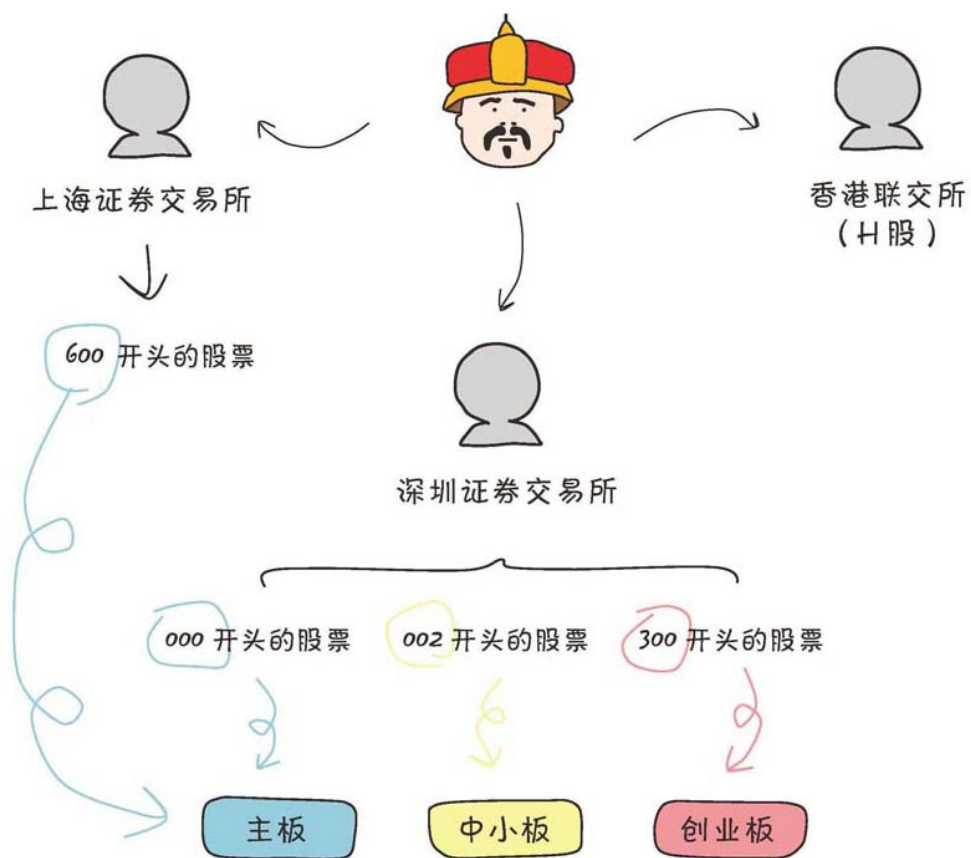 上海证券交易所
香港联交所
（H股）
600 开头的股票
深圳证券交易所
000 开头的股票
002 开头的股票
300 开头的股票
主板
中小板
创业板